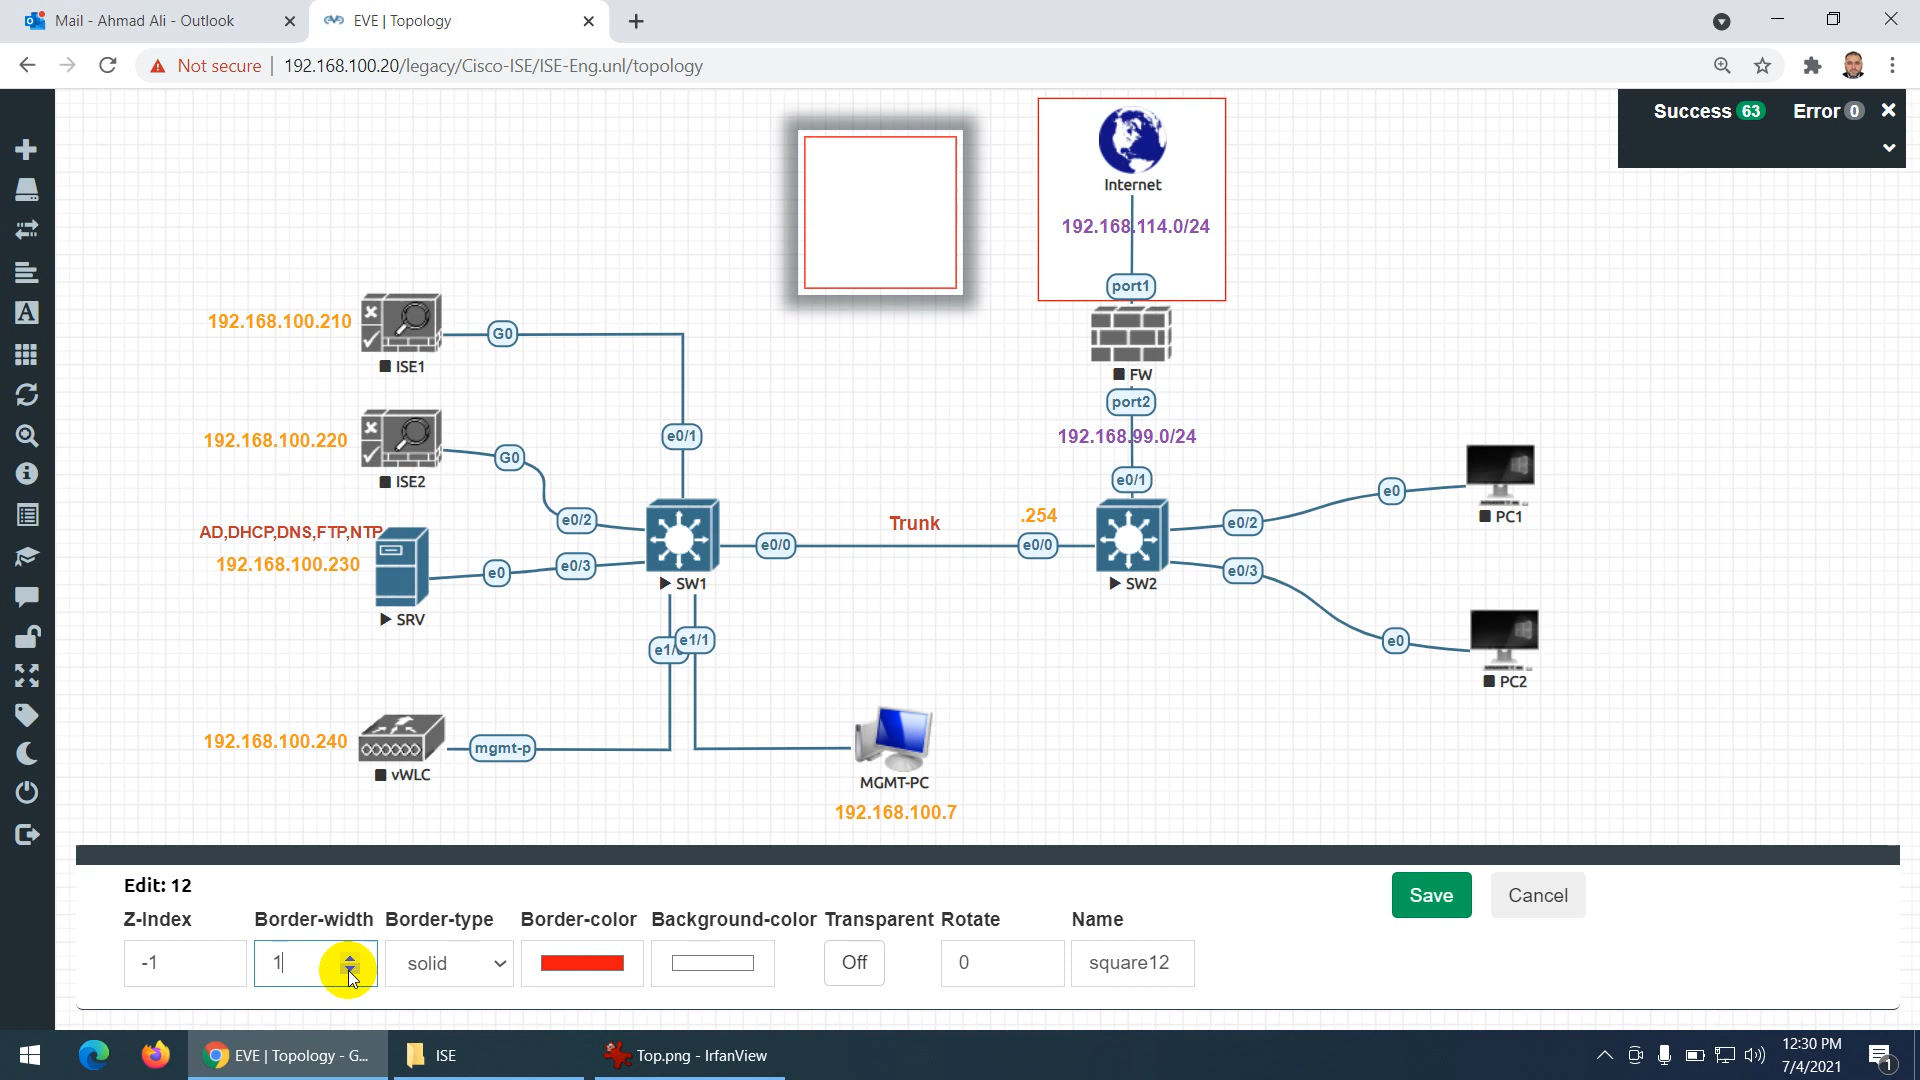 Mail - Ahmad Ali - Outlook
EVE | Topology
Not secure
192.168.100.20/legacy/Cisco-ISE/ISE-Eng.unl/topology
Success 63
Error 0
Internet
192.168.114.0/24
port1
192.168.100.210
G0
ISE1
FW
port2
192.168.100.220
G0
ISE2
e0/1
192.168.99.0/24
e0/1
e0
PC1
AD,DHCP,DNS,FTP,NTP
192.168.100.230
e0
e0/2
e0/3
SRV
SW1
e0/0
Trunk
.254
e0/0
SW2
e0/2
e0/3
e1/1
e0
PC2
192.168.100.240
mgmt-p
vWLC
MGMT-PC
192.168.100.7
Edit: 12
Save
Cancel
Z-Index
Border-width
Border-type
Border-color
Background-color
Transparent
Rotate
Name
-1
1
solid
Off
0
square12
EVE | Topology - G...
ISE
Top.png - IrfanView
12:30 PM
7/4/2021
1